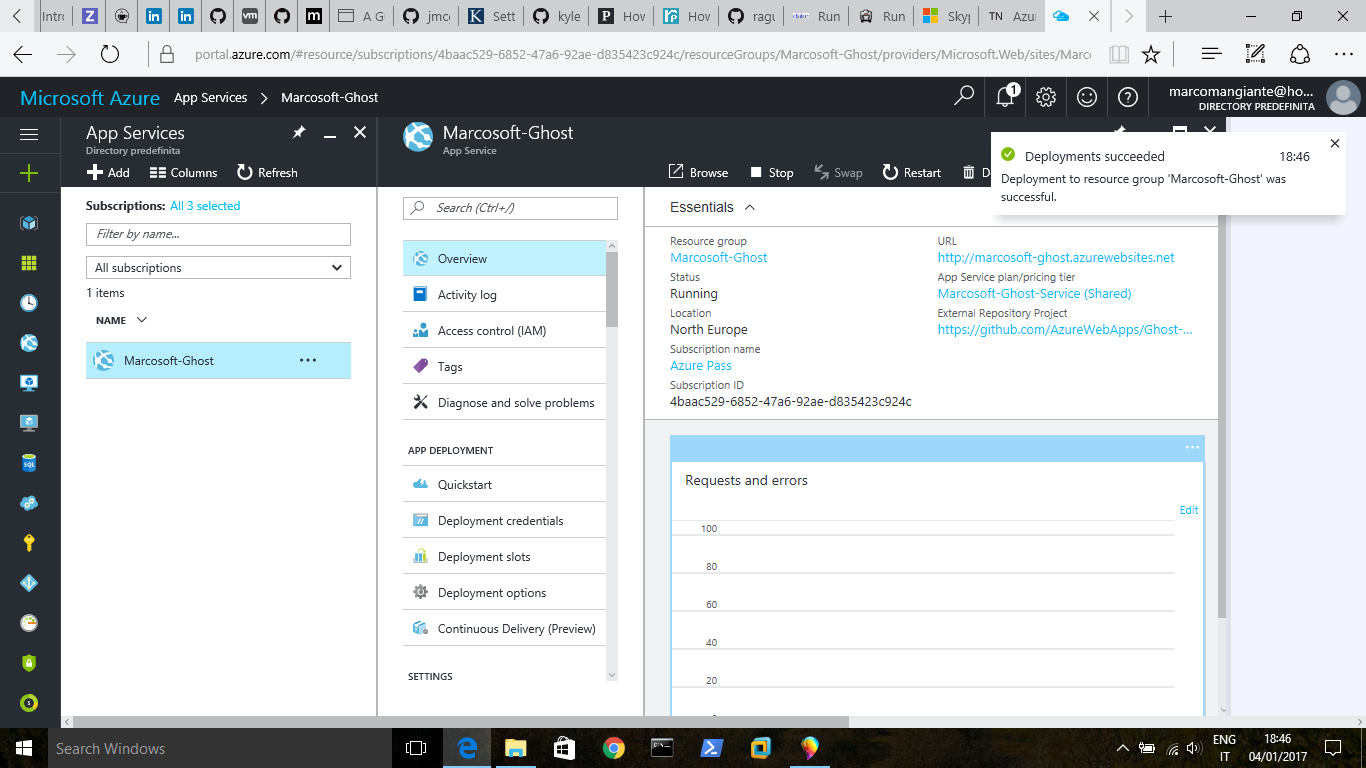 Intro
A G
jmc
Sett
kyle
Hov
Hov
ragu
Run
Run
Sky
TN Azu
portal.azure.com/#resource/subscriptions/4baac529-6852-47a6-92ae-d835423c924c/resourceGroups/Marcosoft-Ghost/providers/Microsoft.Web/sites/Marc
Microsoft Azure App Services > Marcosoft-Ghost
1
marcomangiante@ho...
DIRECTORY PREDEFINITA
App Services
Directory predefinita
Add Columns Refresh
Subscriptions: All 3 selected
Filter by name...
All subscriptions
1 items
NAME
Marcosoft-Ghost ...
Marcosoft-Ghost
App Service
Search (Ctrl+/)
Overview
Activity log
Access control (IAM)
Tags
Diagnose and solve problems
APP DEPLOYMENT
Quickstart
Deployment credentials
Deployment slots
Deployment options
Continuous Delivery (Preview)
SETTINGS
Browse Stop Swap Restart D
Deployments succeeded 18:46
Deployment to resource group 'Marcosoft-Ghost' was
successful.
Essentials
Resource group
Marcosoft-Ghost
Status
Running
Location
North Europe
Subscription name
Azure Pass
Subscription ID
4baac529-6852-47a6-92ae-d835423c924c
URL
http://marcosoft-ghost.azurewebsites.net
App Service plan/pricing tier
Marcosoft-Ghost-Service (Shared)
External Repository Project
https://github.com/AzureWebApps/Ghost-...
Requests and errors
Edit
100
80
60
40
20
Search Windows
ENG
IT
18:46
04/01/2017